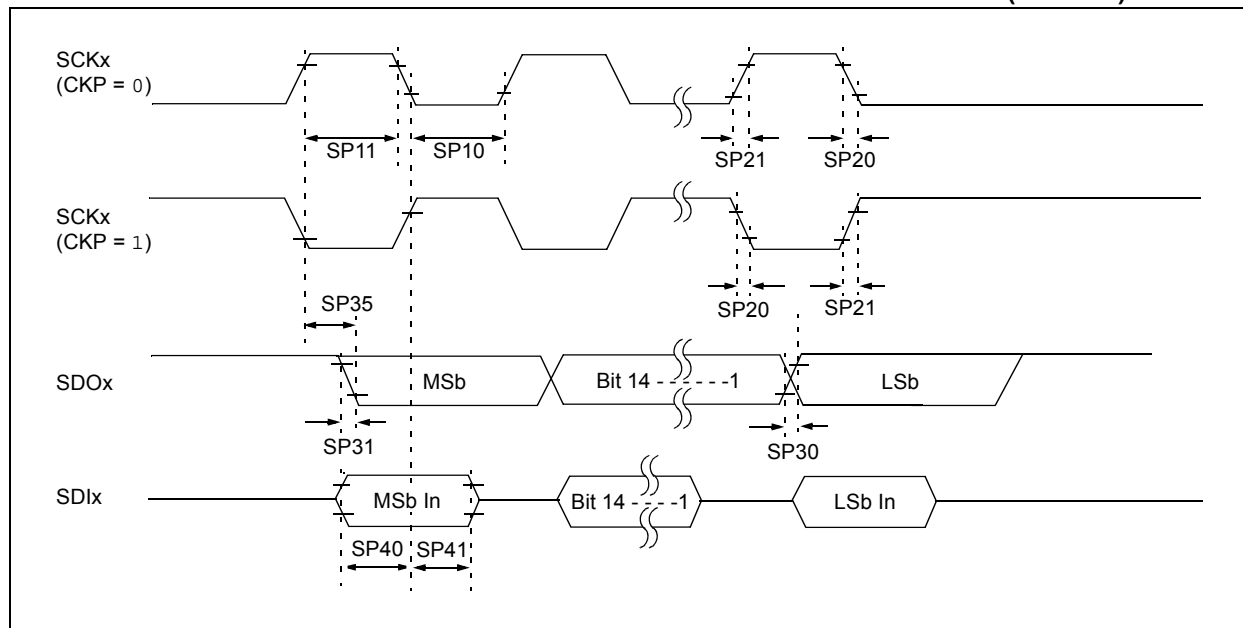 SCKx
(CKP = 0)
SP11
SP10
SP21
SP20
SCKx
(CKP = 1)
SP35
SP20
SP21
SDOx
MSb
Bit 14 - - - - - -1
LSb
SP31
SP30
SDIx
MSb In
Bit 14 - - - -1
LSb In
SP40
SP41